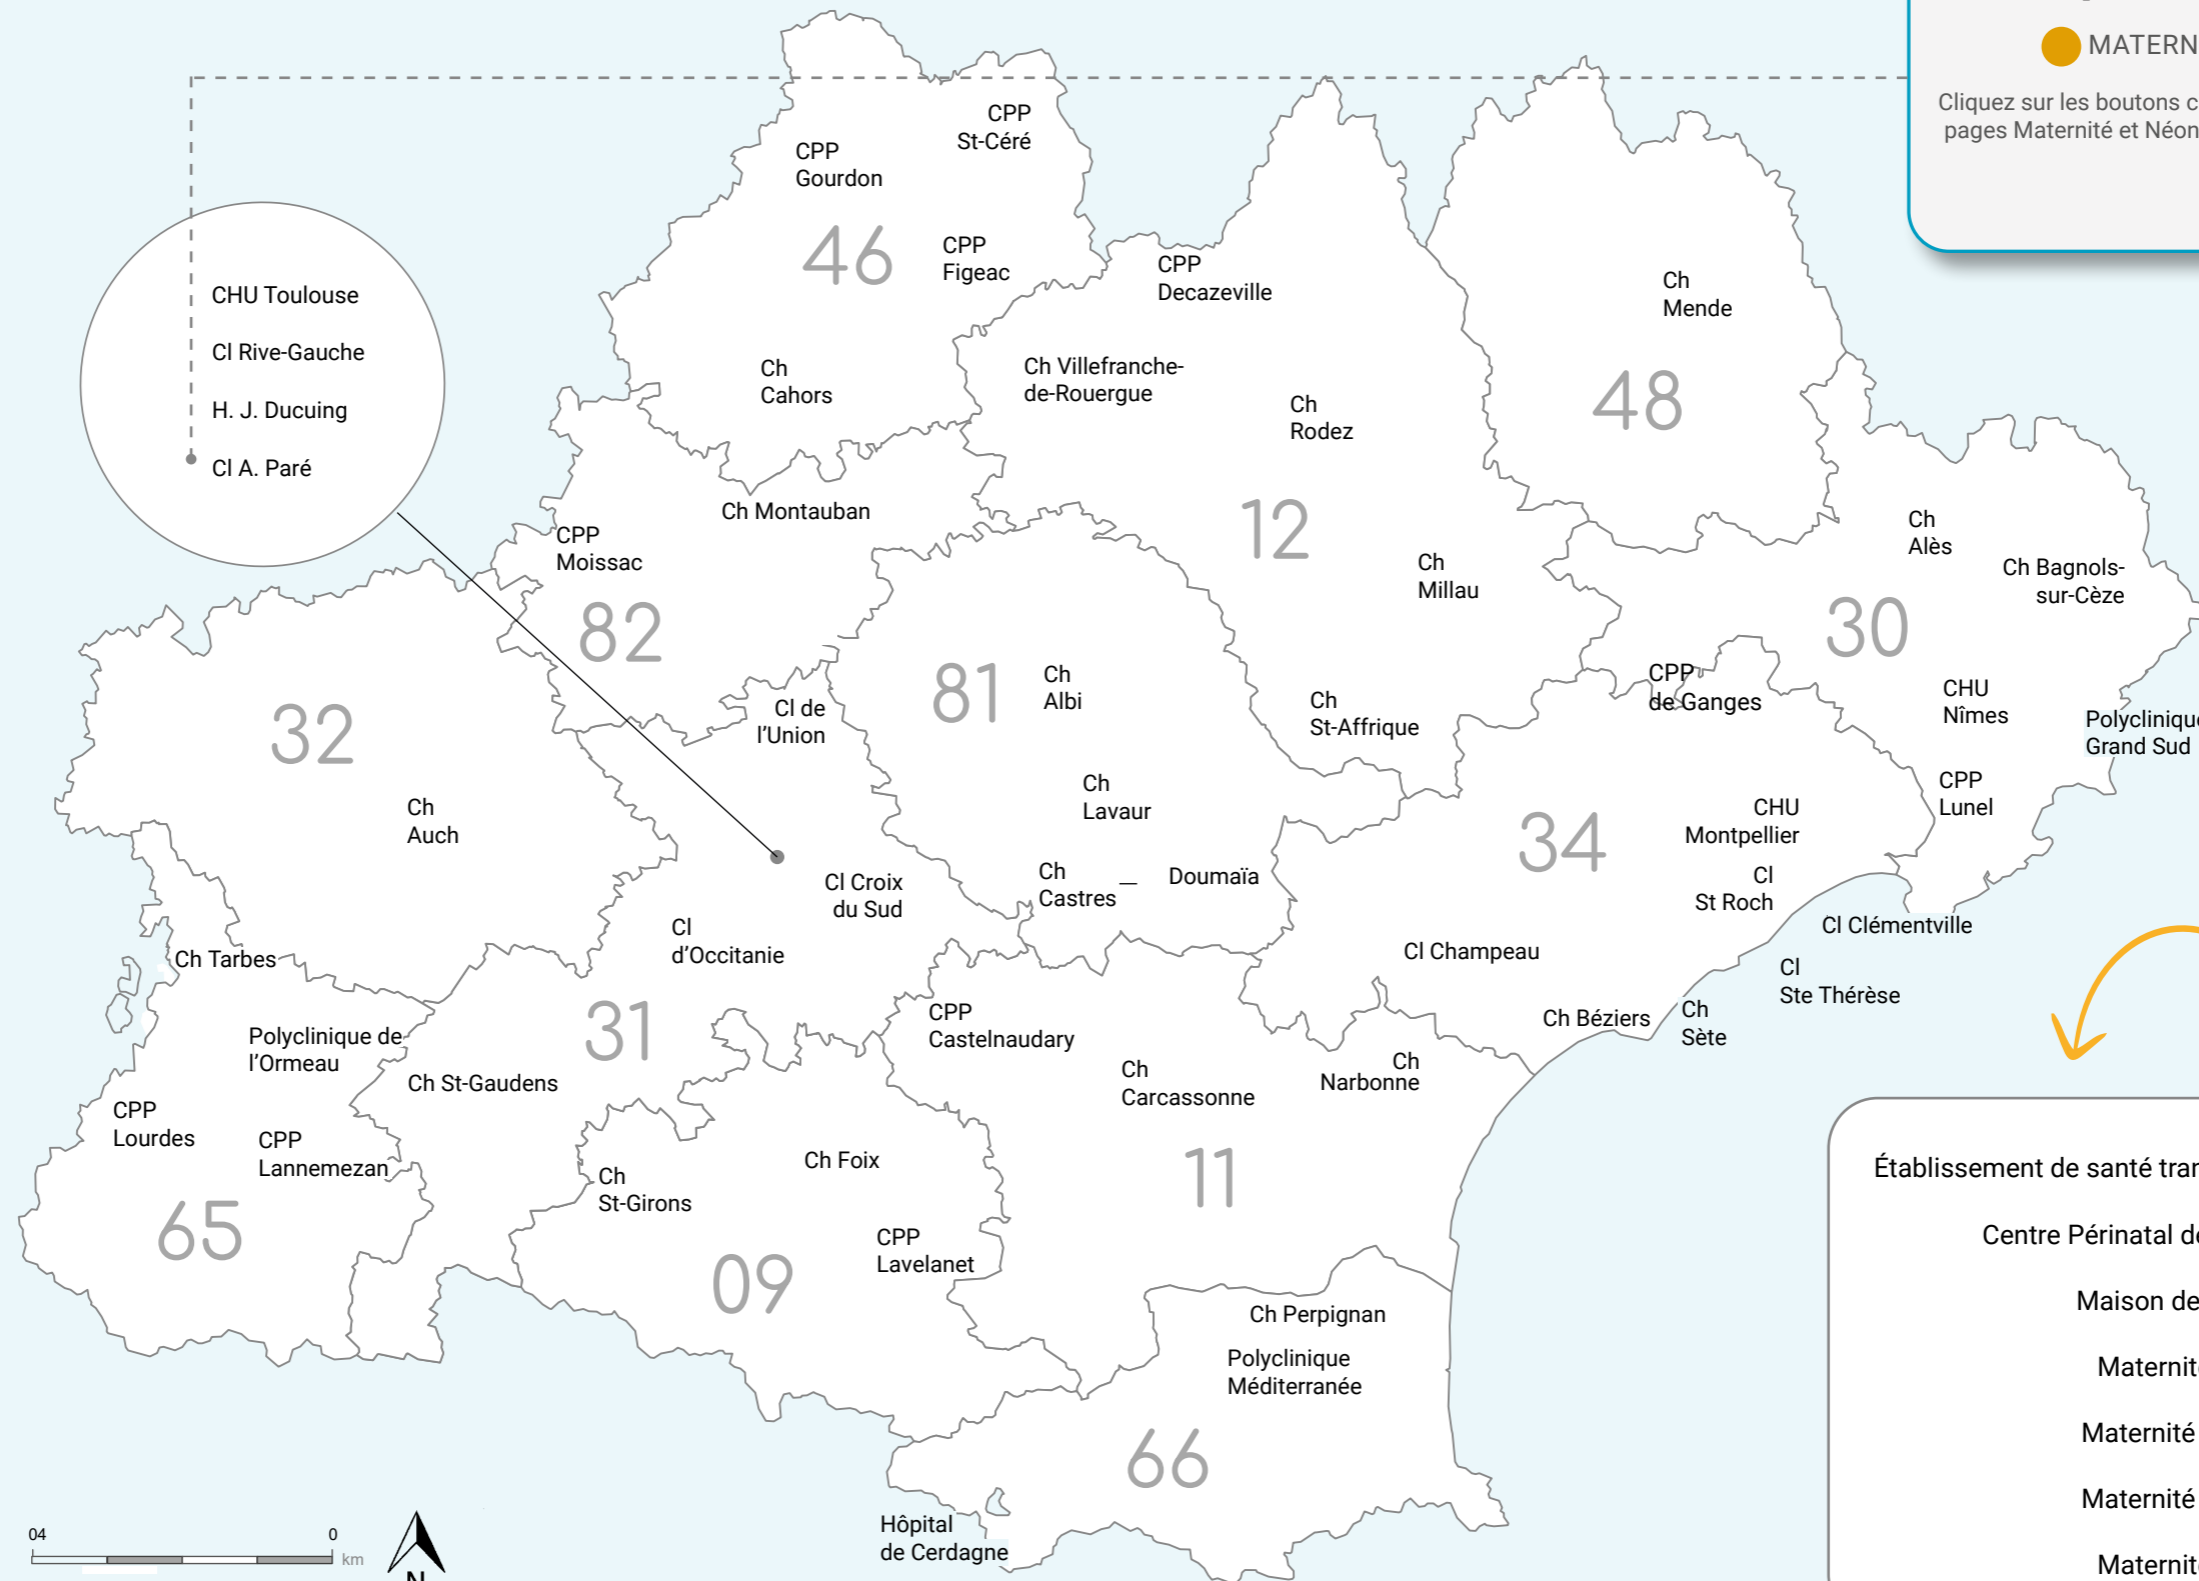 MATERN
Cliquez sur les boutons c
pages Maternité et Néon
CPP
St-Céré
CPP
Gourdon
46
CPP
Figeac
CPP
Decazeville
Ch
Mende
CHU Toulouse
Cl Rive-Gauche
H. J. Ducuing
Cl A. Paré
Ch
Cahors
Ch Villefranche-
de-Rouergue
Ch
Rodez
48
Ch Montauban
CPP
Moissac
12
Ch
Alès
Ch Bagnols-
sur-Cèze
Ch
Millau
82
30
81
Ch
Albi
CPP
de Ganges
CHU
Nîmes
Polyclinique
Grand Sud
32
Cl de
l'Union
Ch
St-Affrique
Ch
Auch
Ch
Lavaur
34
CHU
Montpellier
CPP
Lunel
Cl Croix
du Sud
Ch
Castres
Doumaïa
Cl
St Roch
Cl Clémentville
Cl
d'Occitanie
Cl Champeau
Ch Tarbes
Cl
Ste Thérèse
31
CPP
Castelnaudary
Ch Béziers
Ch
Sète
Polyclinique de
l'Ormeau
Ch St-Gaudens
Ch
Carcassonne
Ch
Narbonne
CPP
Lourdes
CPP
Lannemezan
Ch Foix
Ch
St-Girons
11
65
CPP
Lavelanet
09
Ch Perpignan
Polyclinique
Méditerranée
66
Hôpital
de Cerdagne
Établissement de santé tran
Centre Périnatal de
Maison de
Maternité
Maternité
Maternité
Maternité
04
0
km
N